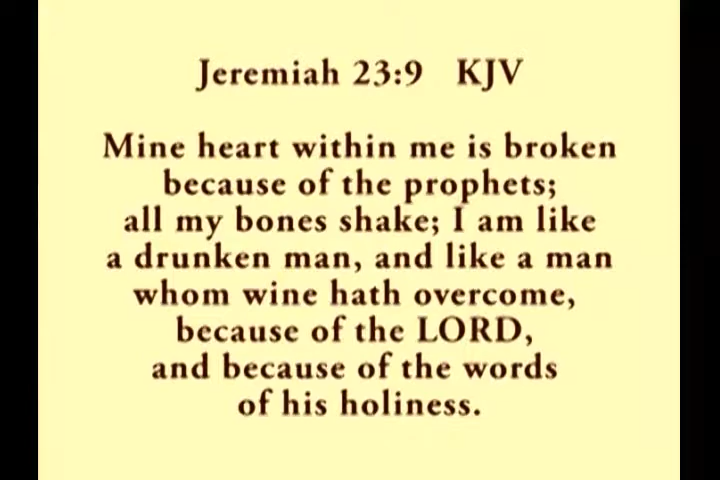 Jeremiah 23:9 KJV
Mine heart within me is broken
because of the prophets;
all my bones shake; I am like
a drunken man, and like a man
whom wine hath overcome,
because of the LORD,
and because of the words
of his holiness.